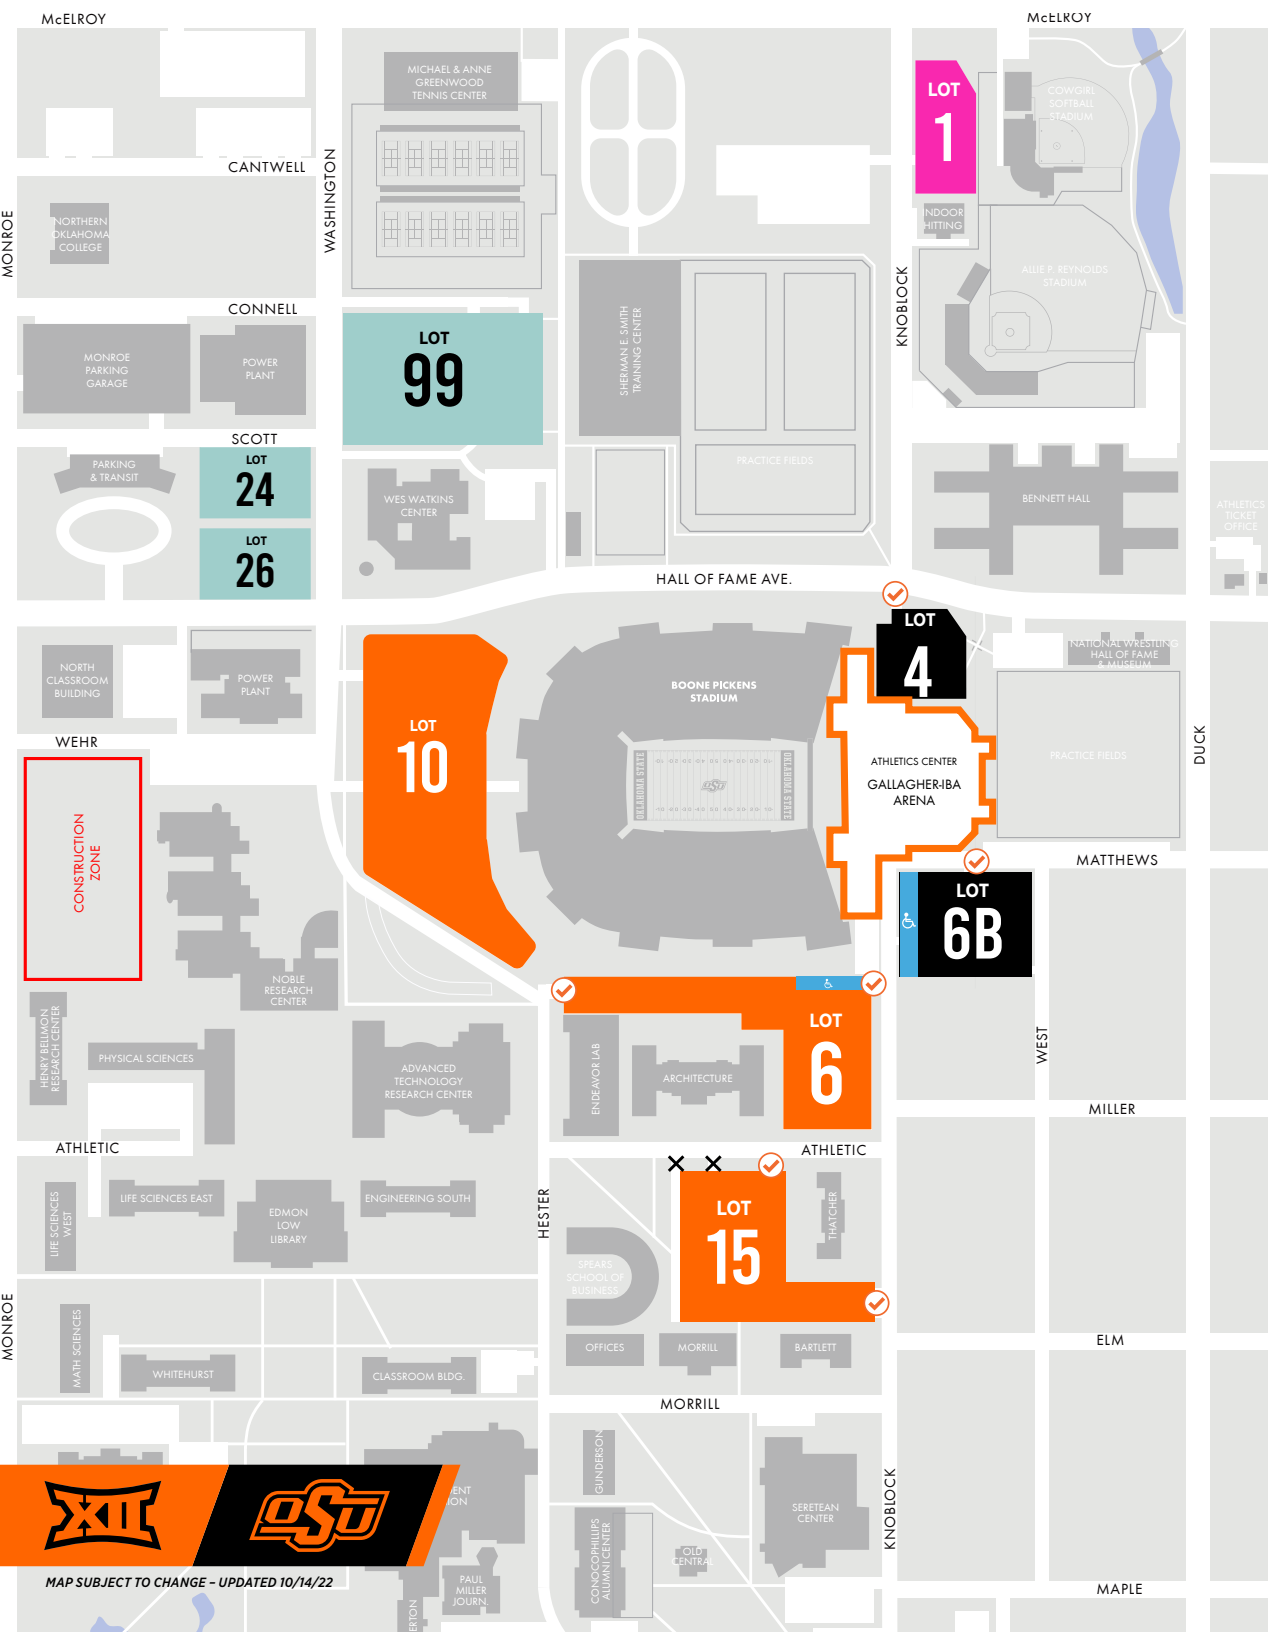 McELROY
McELROY
MICHAEL & ANNE
GREENWOOD
TENNIS CENTER
LOT
1
COWGIRL
SOFTBALL
STADIUM
CANTWELL
WASHINGTON
MONROE
NORTHERN
OKLAHOMA
COLLEGE
INDOOR
HITTING
ALLIE P. REYNOLDS
STADIUM
KNOBLOCK
CONNELL
SHERMAN E. SMITH
TRAINING CENTER
MONROE
PARKING
GARAGE
POWER
PLANT
LOT
99
SCOTT
PARKING
& TRANSIT
LOT
24
LOT
26
WES WATKINS
CENTER
PRACTICE FIELDS
BENNETT HALL
ATHLETICS
TICKET
OFFICE
HALL OF FAME AVE.
LOT
4
NATIONAL WRESTLING
HALL OF FAME
& MUSEUM
NORTH
CLASSROOM
BUILDING
POWER
PLANT
BOONE PICKENS
STADIUM
LOT
10
WEHR
DUCK
PRACTICE FIELDS
ATHLETICS CENTER
GALLAGHER-IBA
ARENA
OKLAHOMA STATE
OSU
OKLAHOMA STATE
CONSTRUCTION
ZONE
MATTHEWS
LOT
6B
NOBLE
RESEARCH
CENTER
HENRY BELLMON
RESEARCH CENTER
PHYSICAL SCIENCES
ADVANCED
TECHNOLOGY
RESEARCH CENTER
ENDEAVOR LAB
ARCHITECTURE
LOT
6
WEST
MILLER
ATHLETIC
ATHLETIC
LIFE SCIENCES
WEST
LIFE SCIENCES EAST
EDMON
LOW
LIBRARY
ENGINEERING SOUTH
HESTER
LOT
15
THATCHER
SPEARS
SCHOOL OF
BUSINESS
MONROE
MATH SCIENCES
WHITEHURST
CLASSROOM BLDG.
OFFICES
MORRILL
BARTLETT
ELM
MORRILL
GUNDERSON
KNOBLOCK
SERETEAN
CENTER
CONOCOPHILLIPS
ALUMNI CENTER
OLD
CENTRAL
XII
OSU
ENT
ION
PAUL
MILLER
JOURN.
ERTON
MAPLE
MAP SUBJECT TO CHANGE – UPDATED 10/14/22